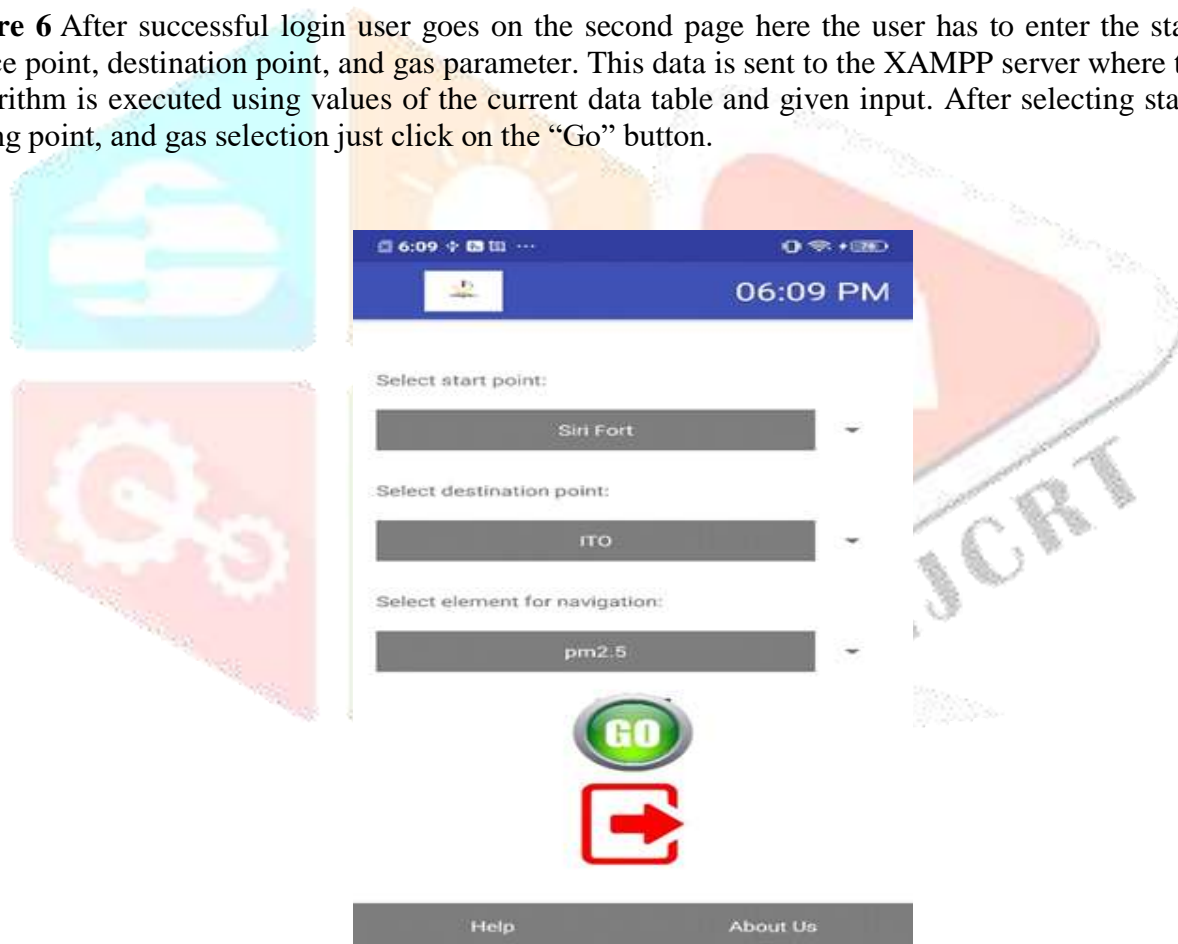 re 6 After successful login user goes on the second page here the user has to enter the sta
ce point, destination point, and gas parameter. This data is sent to the XAMPP server where t
rithm is executed using values of the current data table and given input. After selecting sta
ng point, and gas selection just click on the “Go” button.
6:09 ...
06:09 PM
Select start point:
Siri Fort
Select destination point:
ITO
Select element for navigation:
pm2.5
GO
Help
About Us
JCRT